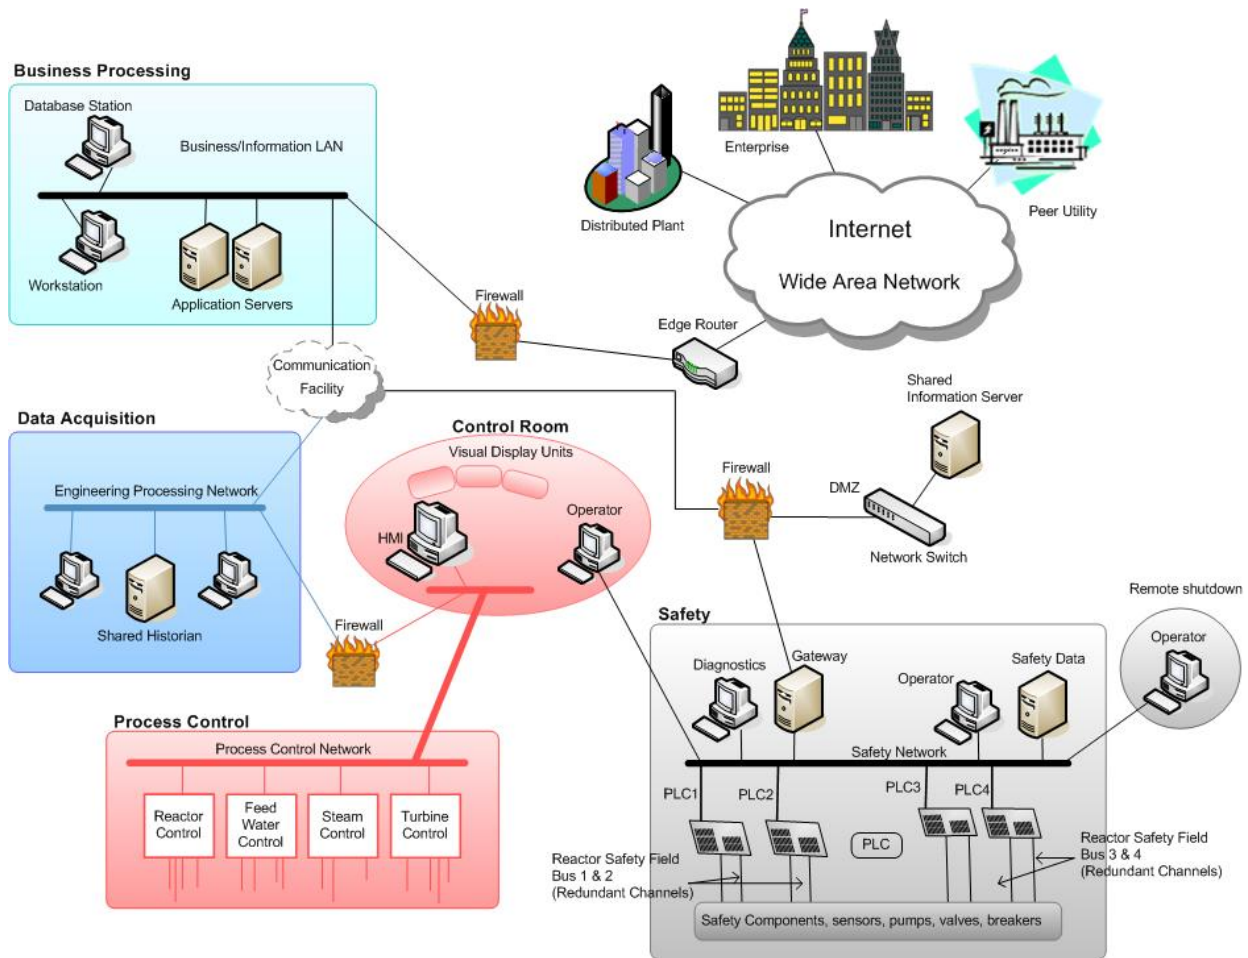 Business Processing
Database Station
Business/Information LAN
Workstation
Application Servers
Enterprise
Distributed Plant
Peer Utility
Internet
Wide Area Network
Firewall
Edge Router
Communication
Facility
Shared
Information Server
Data Acquisition
Engineering Processing Network
Shared Historian
Control Room
Visual Display Units
HMI
Operator
Firewall
Firewall
DMZ
Network Switch
Remote shutdown
Operator
Safety
Diagnostics
Gateway
Operator
Safety Data
Safety Network
PLC1
PLC2
PLC3
PLC4
PLC
Reactor Safety Field
Bus 1 & 2
(Redundant Channels)
Reactor Safety Field
Bus 3 & 4
(Redundant Channels)
Safety Components, sensors, pumps, valves, breakers
Process Control
Process Control Network
Reactor
Control
Feed
Water
Control
Steam
Control
Turbine
Control